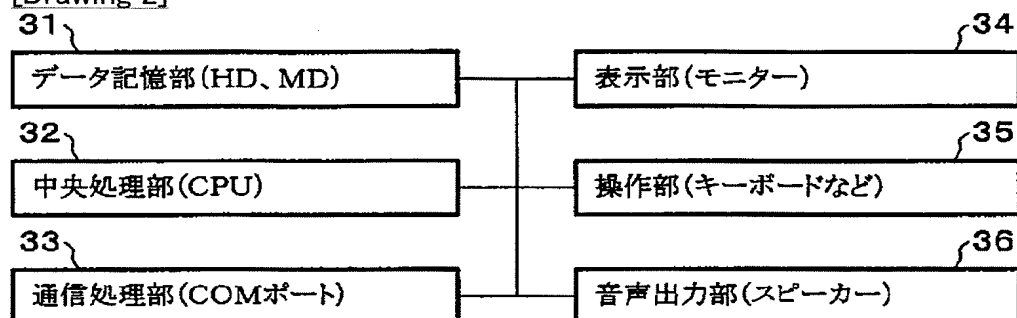 [Drawing 2]
31 34
データ記憶部(HD、MD) 表示部(モニター)
32 35
中央処理部(CPU) 操作部(キーボードなど)
33 36
通信処理部(COMポート) 音声出力部(スピーカー)